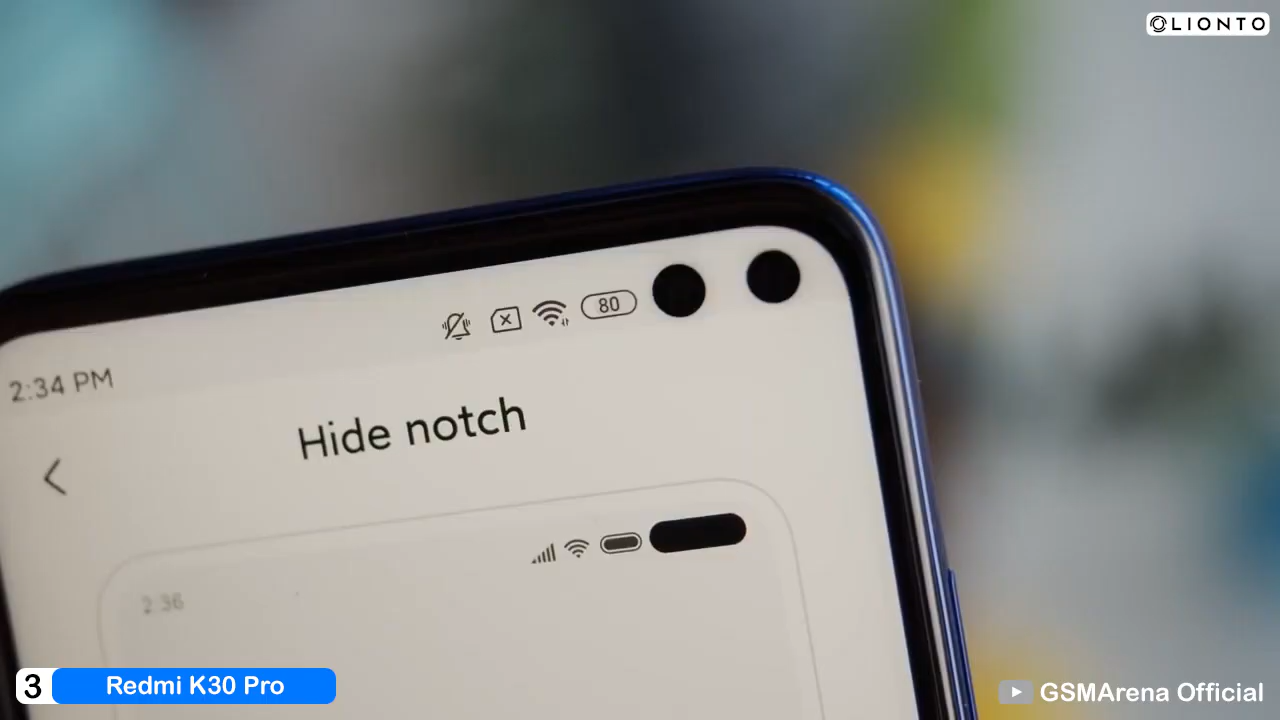 LIONTO
80
2:34 PM
Hide notch
2:36
3
Redmi K30 Pro
GSMArena Official